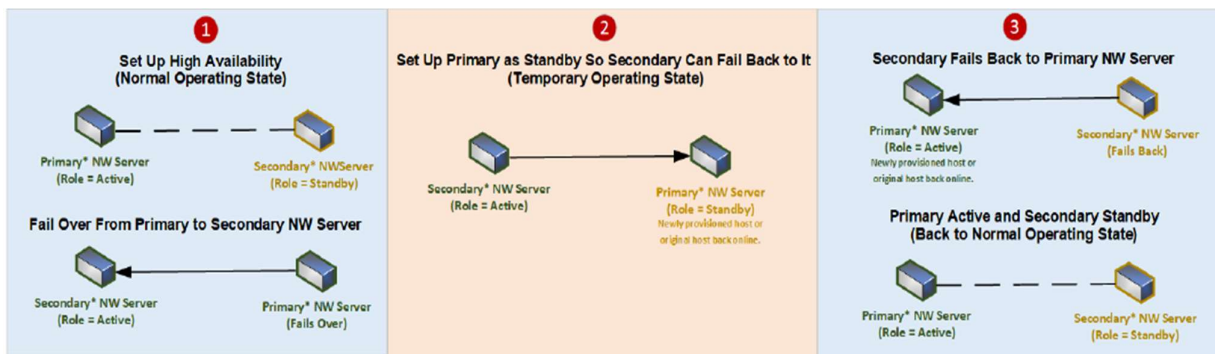 1
Set Up High Availability
(Normal Operating State)
Primary* NW Server
(Role = Active)
Secondary* NWServer
(Role = Standby)
Fail Over From Primary to Secondary NW Server
Secondary* NW Server
(Role = Active)
Primary* NW Server
(Fails Over)
2
Set Up Primary as Standby So Secondary Can Fail Back to It
(Temporary Operating State)
Secondary* NW Server
(Role = Active)
Primary* NW Server
(Role = Standby)
Newly provisioned host or
original host back online.
3
Secondary Fails Back to Primary NW Server
Primary* NW Server
(Role = Active)
Newly provisioned host or
original host back online.
Secondary* NW Server
(Fails Back)
Primary Active and Secondary Standby
(Back to Normal Operating State)
Primary* NW Server
(Role = Active)
Secondary* NW Server
(Role = Standby)